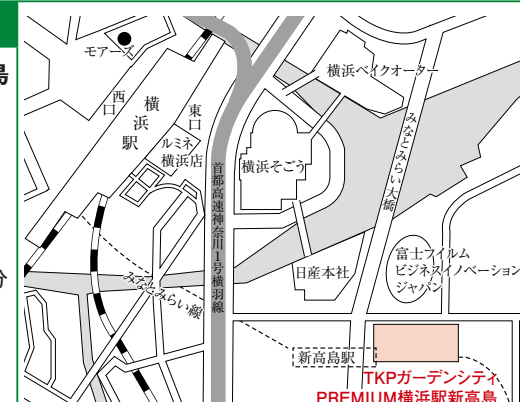 島
分
モアーズ
西口
横浜駅
東口
ルミネ
横浜店
首都高速神奈川1号横羽線
横浜ベイクオーター
横浜そごう
みなとみらい大橋
日産本社
富士フイルム
ビジネスイノベーション
ジャパン
みなとみらい線
新高島駅
TKPガーデンシティ
PREMIUM横浜駅新高島